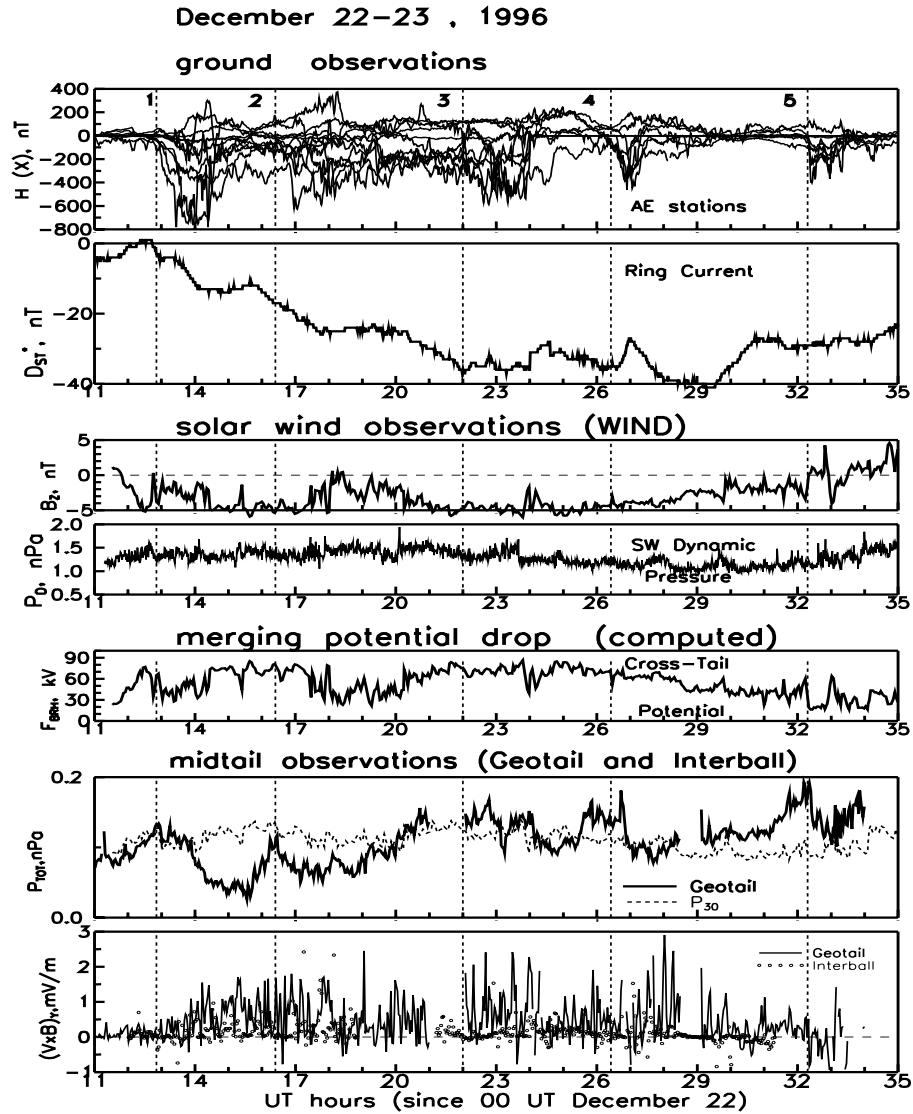 December 22-23 , 1996
ground observations
400
200
0
-200
-400
-600
-800
H (X), nT
1 2 3 4 5
AE stations
0
-20
-40
D_ST*, nT
Ring Current
11 14 17 20 23 26 29 32 35
solar wind observations (WIND)
5
0
-5
B_Z, nT
2.0
1.5
1.0
0.5
P_D, nPa
SW Dynamic
Pressure
11 14 17 20 23 26 29 32 35
merging potential drop (computed)
90
60
30
0
kV
Cross-Tail
Potential
11 14 17 20 23 26 29 32 35
midtail observations (Geotail and Interball)
0.2
0.0
P_TOT, nPa
Geotail
P_30
3
2
1
0
-1
(VxB)_Y, mV/m
Geotail
Interball
11 14 17 20 23 26 29 32 35
UT hours (since 00 UT December 22)